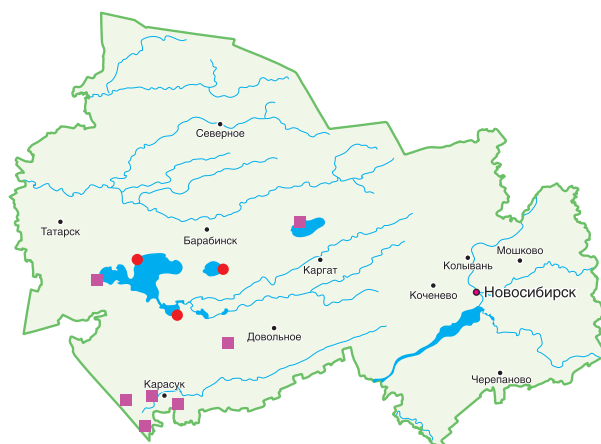 Северное
Татарск
Барабинск
Мошково
Колывань
Каргат
Коченево
Новосибирск
Довольное
Черепаново
Карасук